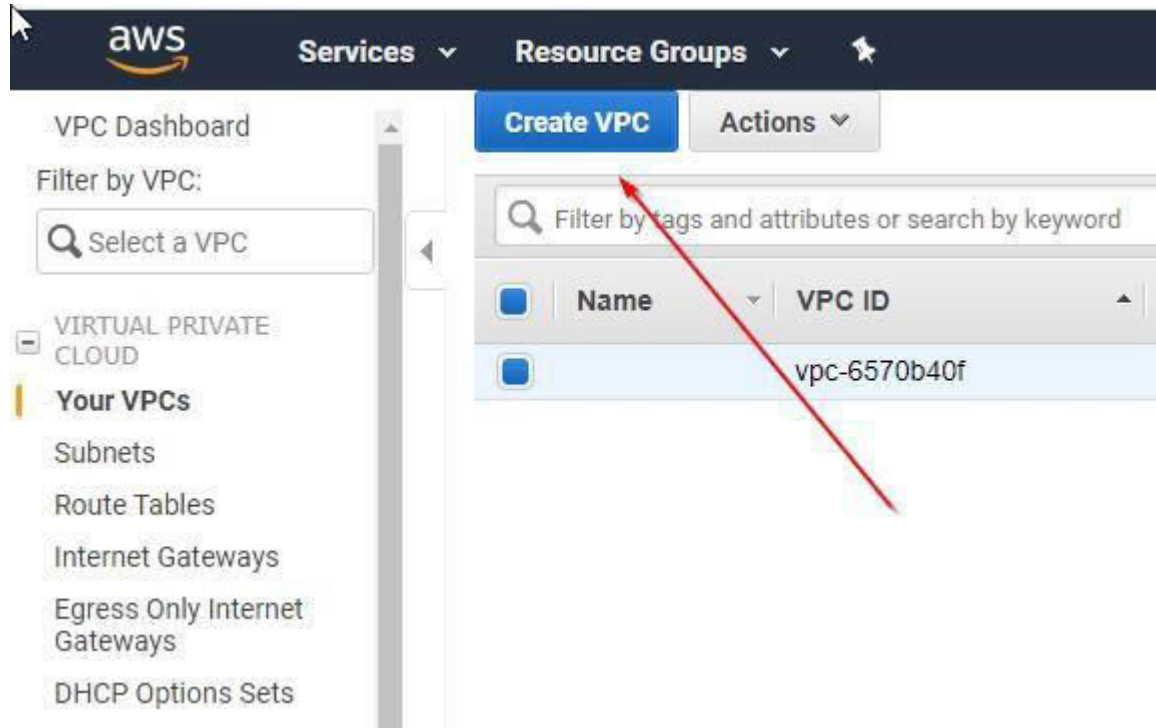 aws Services Resource Groups
VPC Dashboard
Filter by VPC:
Select a VPC
VIRTUAL PRIVATE
CLOUD
Your VPCs
Subnets
Route Tables
Internet Gateways
Egress Only Internet
Gateways
DHCP Options Sets
Create VPC Actions
Filter by tags and attributes or search by keyword
Name VPC ID
vpc-6570b40f